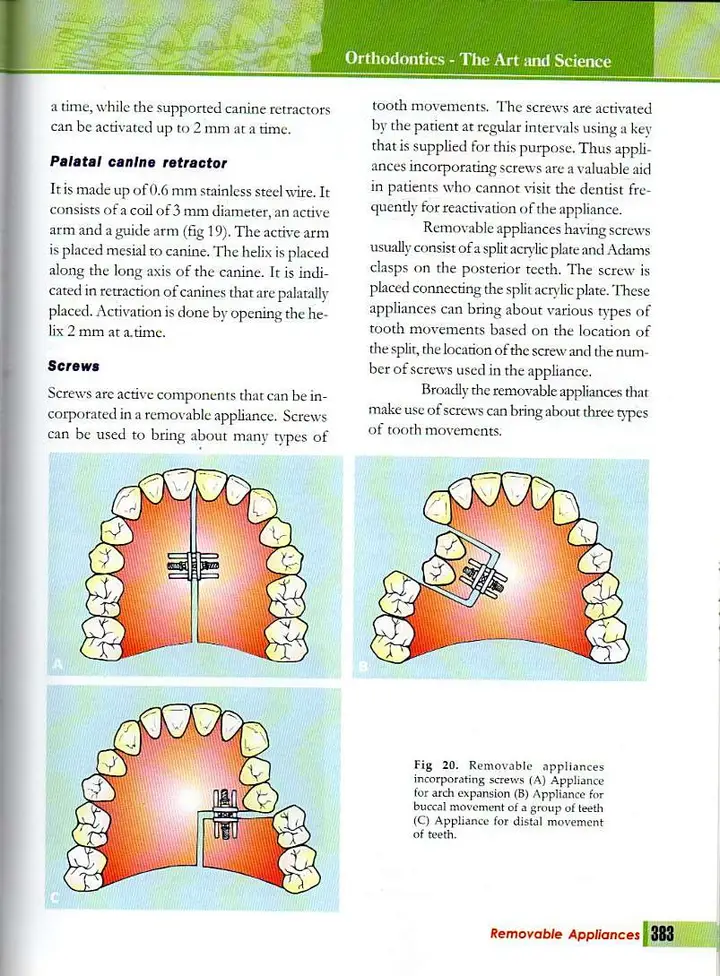 Orthodontics - The Art and Science
a time, while the supported canine retractors
can be activated up to 2 mm at a time.
Palatal canine retractor
It is made up of 0.6 mm stainless steel wire. It
consists of a coil of 3 mm diameter, an active
arm and a guide arm (fig 19). The active arm
is placed mesial to canine. The helix is placed
along the long axis of the canine. It is indi-
cated in retraction of canines that are palatally
placed. Activation is done by opening the he-
lix 2 mm at a.time.
Screws
Screws are active components that can be in-
corporated in a removable appliance. Screws
can be used to bring about many types of
tooth movements. The screws are activated
by the patient at regular intervals using a key
that is supplied for this purpose. Thus appli-
ances incorporating screws are a valuable aid
in patients who cannot visit the dentist fre-
quently for reactivation of the appliance.
Removable appliances having screws
usually consist of a split acrylic plate and Adams
clasps on the posterior teeth. The screw is
placed connecting the split acrylic plate. These
appliances can bring about various types of
tooth movements based on the location of
the split, the location of the screw and the num-
ber of screws used in the appliance.
Broadly the removable appliances that
make use of screws can bring about three types
of tooth movements.
A
B
C
Fig 20. Removable appliances
incorporating screws (A) Appliance
for arch expansion (B) Appliance for
buccal movement of a group of teeth
(C) Appliance for distal movement
of teeth.
Removable Appliances 383